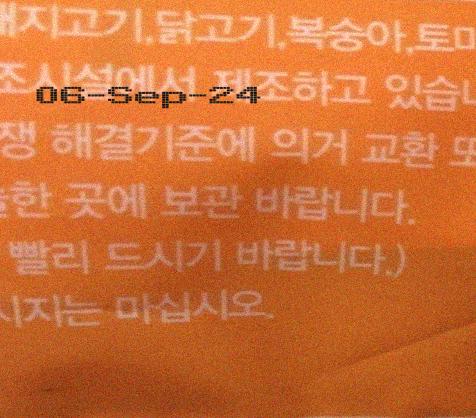 돼지고기,닭고기,복숭아,토마
조시설에서 제조하고 있습니
06-Sep-24
쟁 해결기준에 의거 교환 또
한 곳에 보관 바랍니다.
빨리 드시기 바랍니다.)
시지는 마십시오.